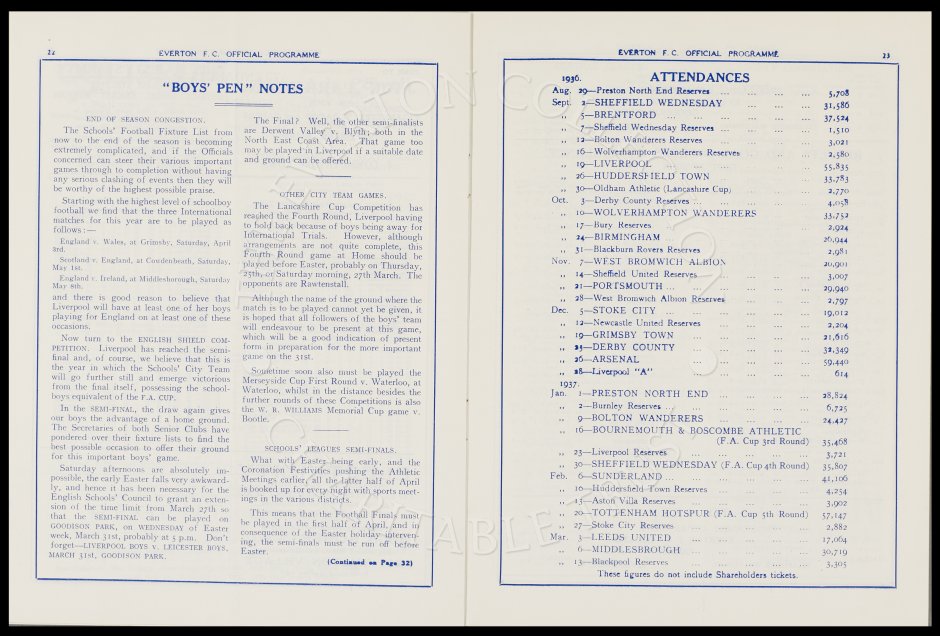 22
EVERTON F. C. OFFICIAL PROGRAMME
"BOYS' PEN" NOTES
END OF SEASON CONGESTION.
The Schools' Football Fixture List from
now to the end of the season is becoming
extremely complicated, and if the Officials
concerned can steer their various important
games through to completion without having
any serious clashing of events then they will
be worthy of the highest possible praise.
Starting with the highest level of schoolboy
football we find that the three International
matches for this year are to be played as
follows :—
England v. Wales, at Grimsby, Saturday, April
3rd.
Scotland v. England, at Cowdenbeath, Saturday,
May 1st.
England v. Ireland, at Middlesborough, Saturday
May 8th.
and there is good reason to believe that
Liverpool will have at least one of her boys
playing for England on at least one of these
occasions.
Now turn to the ENGLISH SHIELD COM-
PETITION. Liverpool has reached the semi-
final and, of course, we believe that this is
the year in which the Schools' City Team
will go further still and emerge victorious
from the final itself, possessing the school-
boys equivalent of the F.A. CUP.
In the SEMI-FINAL, the draw again gives
our boys the advantage of a home ground.
The Secretaries of both Senior Clubs have
pondered over their fixture lists to find the
best possible occasion to offer their ground
for this important boys' game.
Saturday afternoons are absolutely im-
possible, the early Easter falls very awkward-
ly, and hence it has been necessary for the
English Schools' Council to grant an exten-
sion of the time limit from March 27th so
that the SEMI-FINAL can be played on
GOODISON PARK, on WEDNESDAY of Easter
week, March 31st, probably at 5 p.m. Don't
forget—LIVERPOOL BOYS v. LEICESTER BOYS,
MARCH 31st, GOODISON PARK.
The Final? Well, the other semi-finalists
are Derwent Valley v. Blyth; both in the
North East Coast Area. That game too
may be played in Liverpool if a suitable date
and ground can be offered.
OTHER CITY TEAM GAMES.
The Lancashire Cup Competition has
reached the Fourth Round, Liverpool having
to hold back because of boys being away for
International Trials. However, although
arrangements are not quite complete, this
Fourth Round game at Home should be
played before Easter, probably on Thursday,
25th, or Saturday morning, 27th March. The
opponents are Rawtenstall.
Although the name of the ground where the
match is to be played cannot yet be given, it
is hoped that all followers of the boys' team
will endeavour to be present at this game,
which will be a good indication of present
form in preparation for the more important
game on the 31st.
Sometime soon also must be played the
Merseyside Cup First Round v. Waterloo, at
Waterloo, whilst in the distance besides the
further rounds of these Competitions is also
the W. R. WILLIAMS Memorial Cup game v.
Bootle.
SCHOOLS' LEAGUES SEMI-FINALS.
What with Easter being early, and the
Coronation Festivities pushing the Athletic
Meetings earlier, all the latter half of April
is booked up for every night with sports meet-
ings in the various districts.
This means that the Football Finals must
be played in the first half of April, and in
consequence of the Easter holiday interven-
ing, the semi-finals must be run off before
Easter.
(Continued on Page 32)
EVERTON F. C. OFFICIAL PROGRAMME
23
ATTENDANCES
1936.
Aug. 29—Preston North End Reserves ... ... ... ... 5,708
Sept. 2—SHEFFIELD WEDNESDAY ... ... ... 31,586
„ 5—BRENTFORD ... ... ... ... ... 37,524
„ 7—Sheffield Wednesday Reserves ... ... ... ... 1,510
„ 12—Bolton Wanderers Reserves ... ... ... ... 3,021
„ 16—Wolverhampton Wanderers Reserves ... ... ... 2,580
„ 19—LIVERPOOL ... ... ... ... ... 55,835
„ 26—HUDDERSFIELD TOWN ... ... ... ... 33,783
„ 30—Oldham Athletic (Lancashire Cup) ... ... ... 2,770
Oct. 3—Derby County Reserves ... ... ... ... ... 4,058
„ 10—WOLVERHAMPTON WANDERERS ... ... 33,752
„ 17—Bury Reserves ... ... ... ... ... 2,924
„ 24—BIRMINGHAM ... ... ... ... ... 26,944
„ 31—Blackburn Rovers Reserves ... ... ... ... 2,981
Nov. 7—WEST BROMWICH ALBION ... ... ... 20,901
„ 14—Sheffield United Reserves ... ... ... ... 3,007
„ 21—PORTSMOUTH ... ... ... ... ... 29,940
„ 28—West Bromwich Albion Reserves ... ... ... 2,797
Dec. 5—STOKE CITY ... ... ... ... ... 19,012
„ 12—Newcastle United Reserves ... ... ... ... 2,204
„ 19—GRIMSBY TOWN ... ... ... ... 21,616
„ 25—DERBY COUNTY ... ... ... ... 32,349
„ 26—ARSENAL ... ... ... ... ... 59,440
„ 28—Liverpool "A" ... ... ... ... ... 614
1937.
Jan. 1—PRESTON NORTH END ... ... ... ... 28,824
„ 2—Burnley Reserves ... ... ... ... ... 6,725
„ 9—BOLTON WANDERERS ... ... ... ... 24,427
„ 16—BOURNEMOUTH & BOSCOMBE ATHLETIC
(F.A. Cup 3rd Round) 35,468
„ 23—Liverpool Reserves ... ... ... ... ... 3,721
„ 30—SHEFFIELD WEDNESDAY (F.A. Cup 4th Round) 35,807
Feb. 6—SUNDERLAND ... ... ... ... ... 41,106
„ 10—Huddersfield Town Reserves ... ... ... ... 4,254
„ 13—Aston Villa Reserves ... ... ... ... 3,902
„ 20—TOTTENHAM HOTSPUR (F.A. Cup 5th Round) 57,147
„ 27—Stoke City Reserves ... ... ... ... 2,882
Mar. 3—LEEDS UNITED ... ... ... ... 17,064
„ 6—MIDDLESBROUGH ... ... ... ... 30,719
„ 13—Blackpool Reserves ... ... ... ... 3,305
These figures do not include Shareholders tickets.